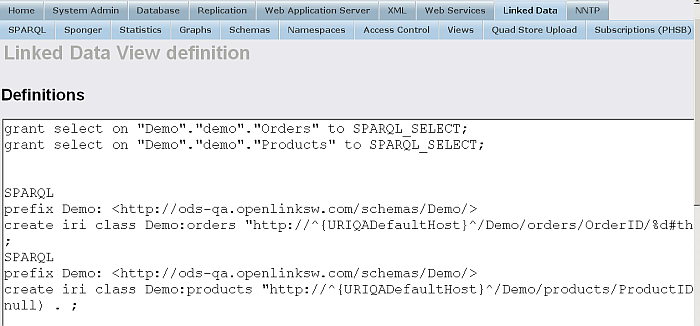 Home System Admin Database Replication Web Application Server XML Web Services Linked Data NNTP
SPARQL Sponger Statistics Graphs Schemas Namespaces Access Control Views Quad Store Upload Subscriptions (PHSB)
Linked Data View definition
Definitions
grant select on "Demo"."demo"."Orders" to SPARQL_SELECT;
grant select on "Demo"."demo"."Products" to SPARQL_SELECT;
SPARQL
prefix Demo: <http://ods-qa.openlinksw.com/schemas/Demo/>
create iri class Demo:orders "http://^{URIQADefaultHost}^/Demo/orders/OrderID/%d#th
;
SPARQL
prefix Demo: <http://ods-qa.openlinksw.com/schemas/Demo/>
create iri class Demo:products "http://^{URIQADefaultHost}^/Demo/products/ProductID
null) . ;